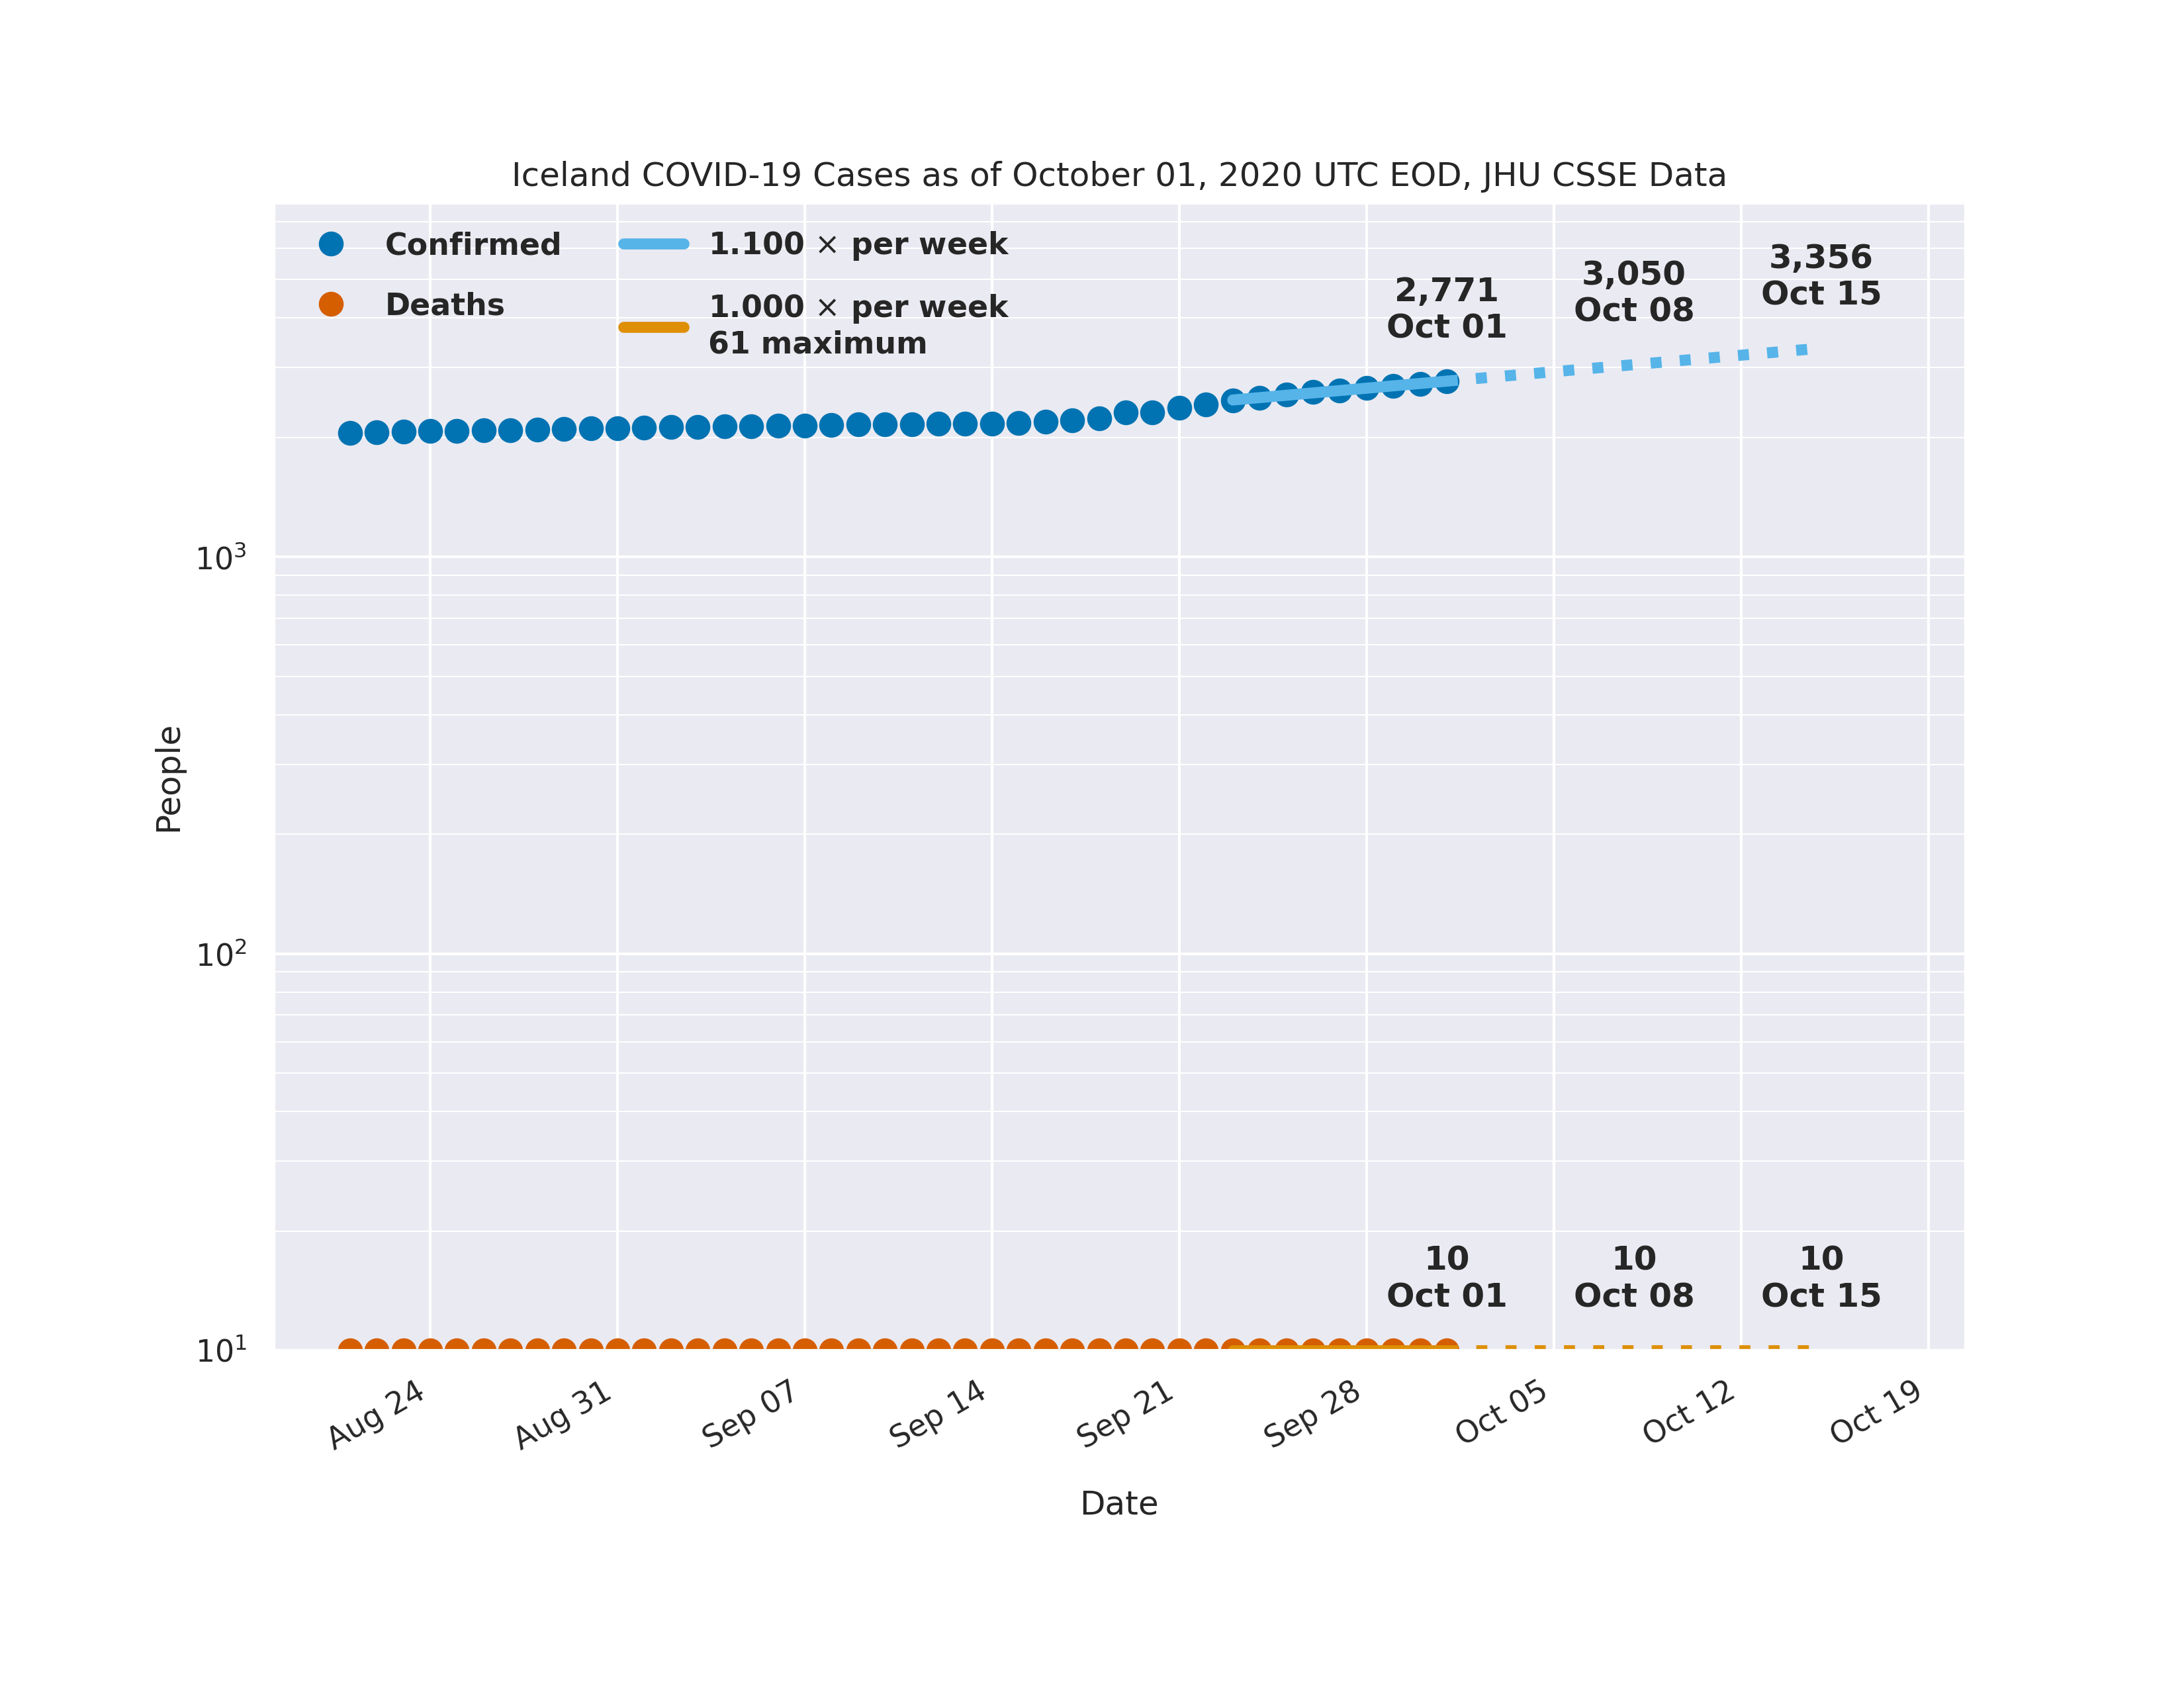 Iceland COVID-19 Cases as of October 01, 2020 UTC EOD, JHU CSSE Data
Confirmed
Deaths
1.100 × per week
1.000 × per week
61 maximum
2,771
Oct 01
3,050
Oct 08
3,356
Oct 15
People
10³
10²
10¹
10
Oct 01
10
Oct 08
10
Oct 15
Aug 24
Aug 31
Sep 07
Sep 14
Sep 21
Sep 28
Oct 05
Oct 12
Oct 19
Date